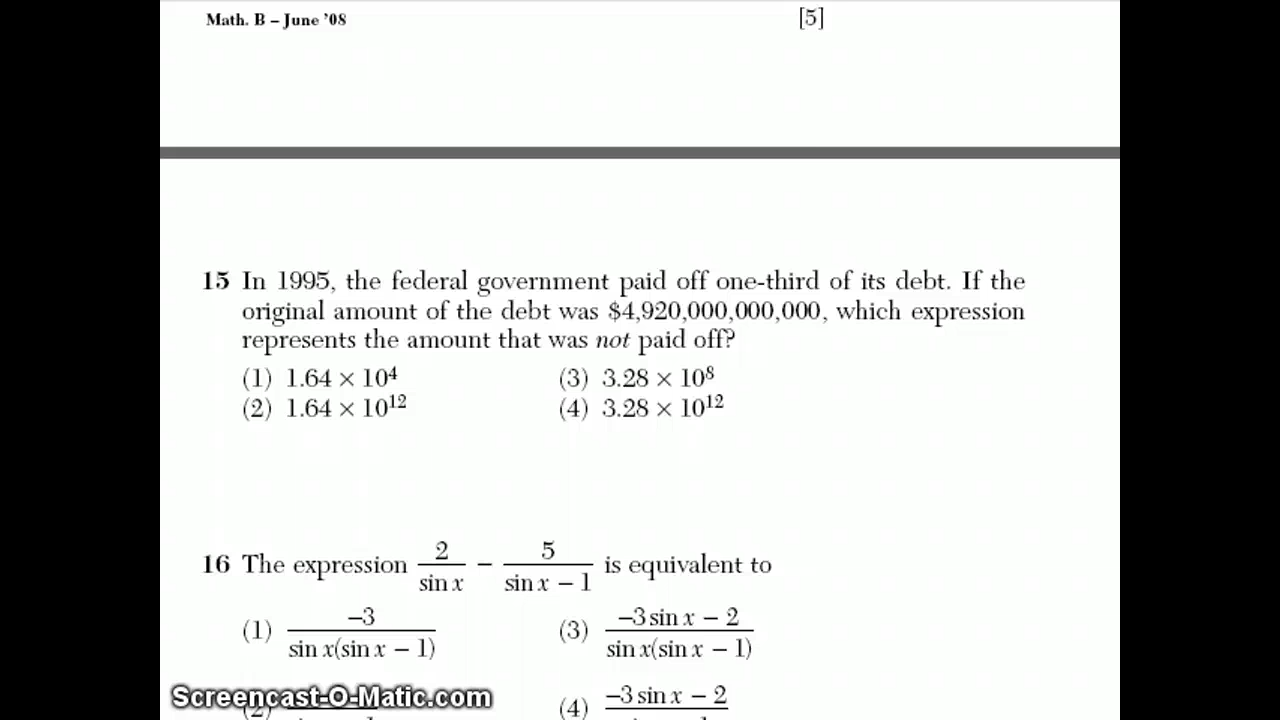 Math. B – June ’08 [5]
15 In 1995, the federal government paid off one-third of its debt. If the
original amount of the debt was $4,920,000,000,000, which expression
represents the amount that was not paid off?
(1) 1.64 × 10⁴ (3) 3.28 × 10⁸
(2) 1.64 × 10¹² (4) 3.28 × 10¹²
16 The expression 2/sin x − 5/(sin x − 1) is equivalent to
(1) −3/(sin x(sin x − 1)) (3) (−3 sin x − 2)/(sin x(sin x − 1))
(2) (4) −3 sin x − 2
Screencast-O-Matic.com